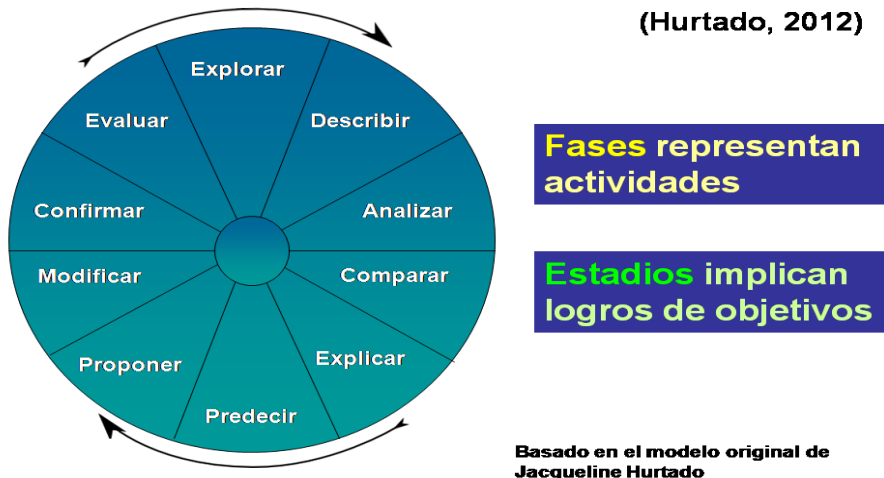 (Hurtado, 2012)
Explorar
Describir
Analizar
Comparar
Explicar
Predecir
Proponer
Modificar
Confirmar
Evaluar
Fases representan
actividades
Estadios implican
logros de objetivos
Basado en el modelo original de
Jacqueline Hurtado